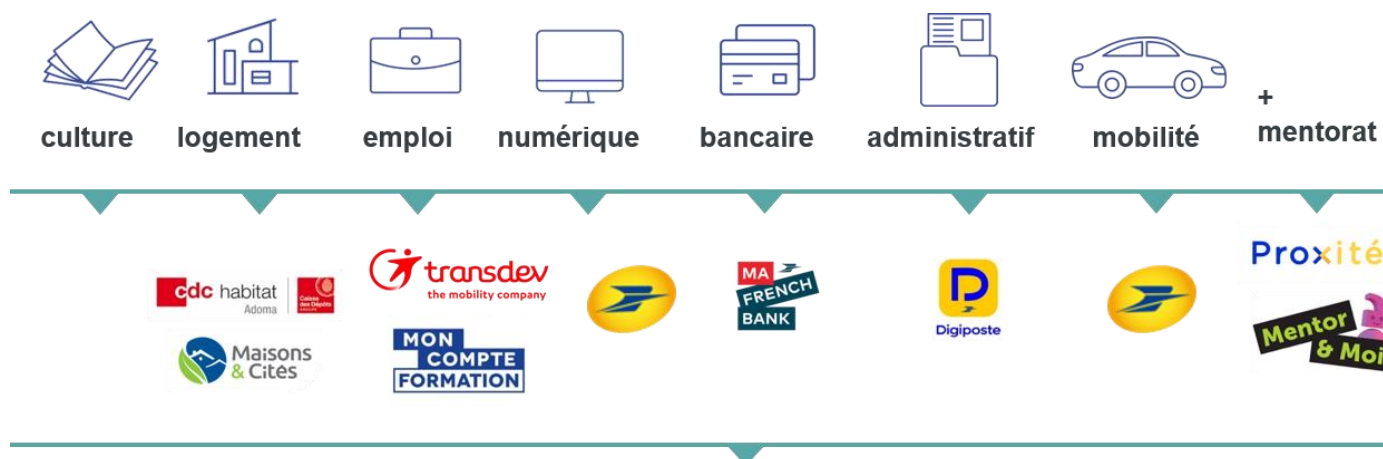 culture
logement
emploi
numérique
bancaire
administratif
mobilité
+
mentorat
cdc habitat
Adoma
Caisse
des Dépôts
GROUPE
Maisons
& Cités
transdev
the mobility company
MON
COMPTE
FORMATION
MA
FRENCH
BANK
Digiposte
Proxité
Mentor
& Moi